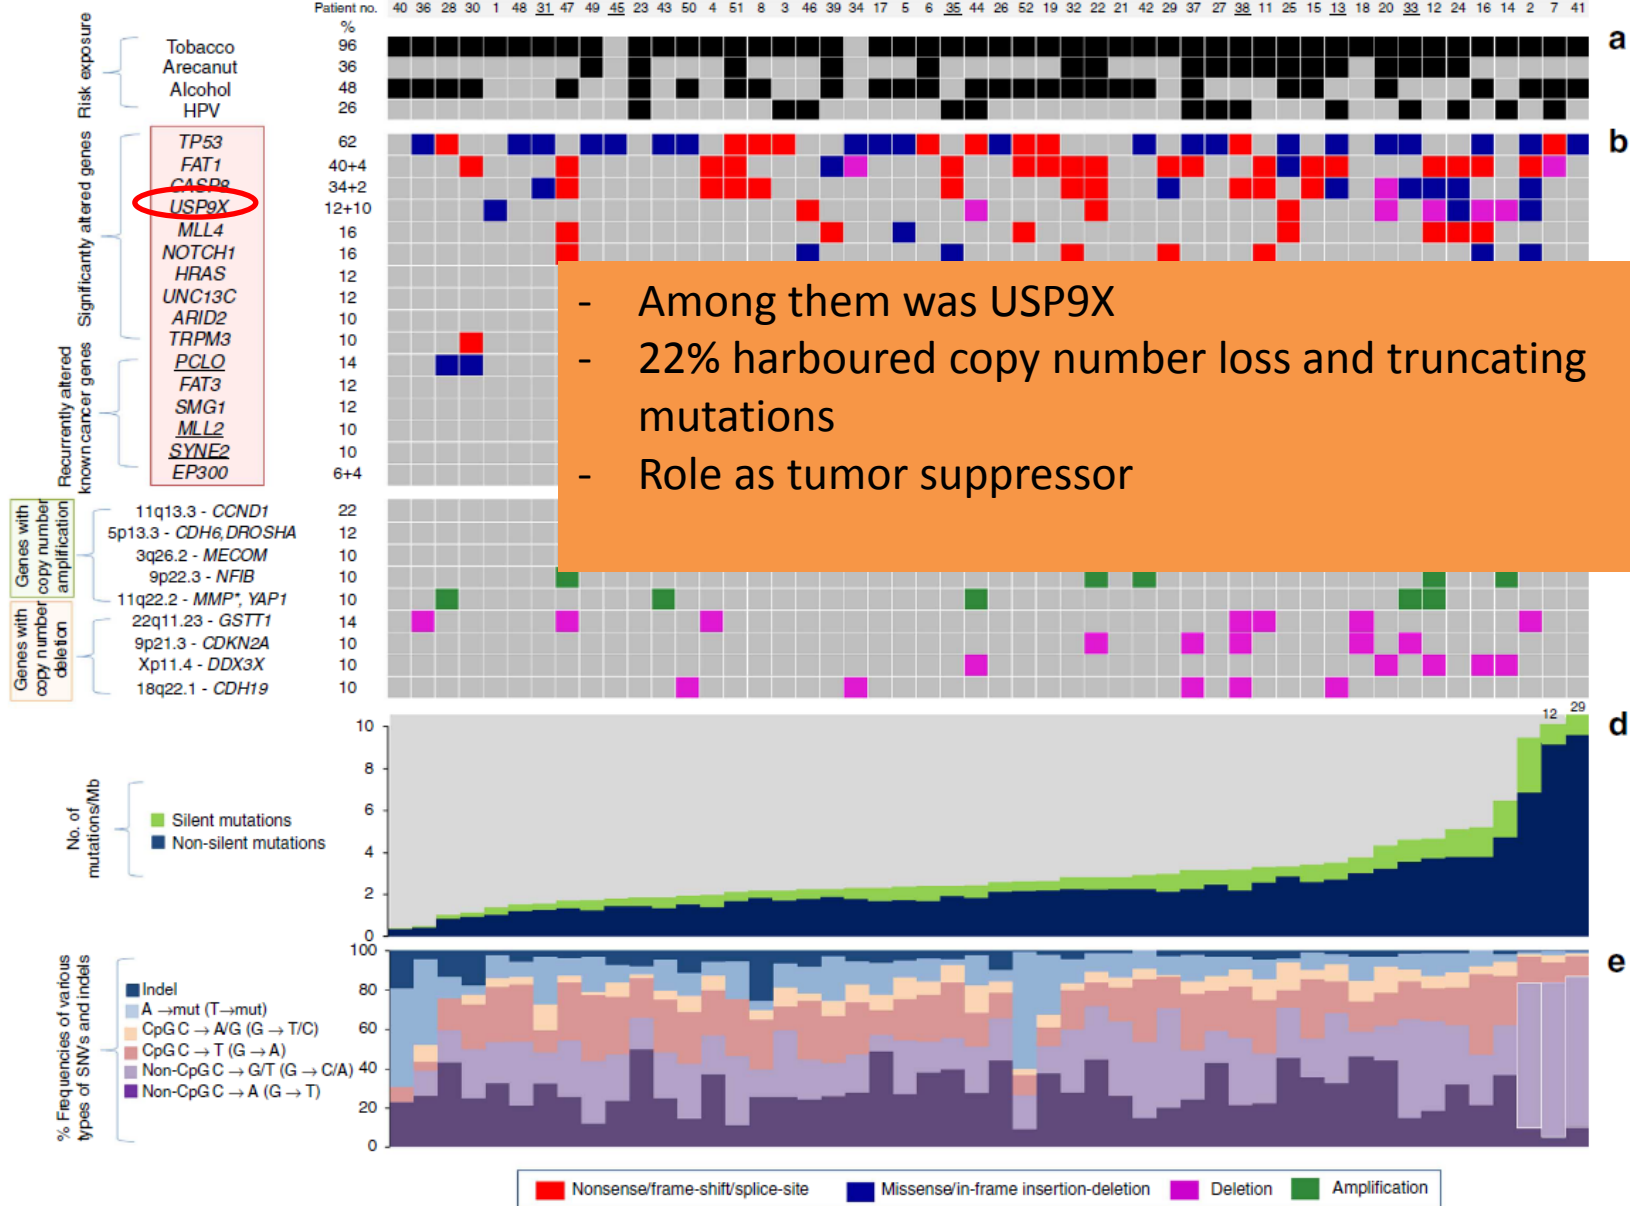 Patient no. 40 36 28 30 1 48 31 47 49 45 23 43 50 4 51 8 3 46 39 34 17 5 6 35 44 26 52 19 32 22 42 29 37 27 38 11 25 15 13 18 20 33 12 24 16 14 2 7 41
%
a
Risk exposure
Tobacco 96
Arecanut 36
Alcohol 48
HPV 26
b
Significantly altered genes
TP53 62
FAT1 40+4
CASP8 34+2
USP9X 12+10
MLL4 16
NOTCH1 16
HRAS 12
UNC13C 12
ARID2 10
TRPM3 10
Recurrently altered
known cancer genes
PCLO 14
FAT3 12
SMG1 12
MLL2 10
SYNE2 10
EP300 6+4
- Among them was USP9X
- 22% harboured copy number loss and truncating
mutations
- Role as tumor suppressor
Genes with
copy number
amplification
11q13.3 - CCND1 22
5p13.3 - CDH6,DROSHA 12
3q26.2 - MECOM 10
9p22.3 - NFIB 10
11q22.2 - MMP*, YAP1 10
Genes with
copy number
deletion
22q11.23 - GSTT1 14
9p21.3 - CDKN2A 10
Xp11.4 - DDX3X 10
18q22.1 - CDH19 10
d
No. of
mutations/Mb
Silent mutations
Non-silent mutations
10
8
6
4
2
0
12 29
e
% Frequencies of various
types of SNVs and indels
Indel
A →mut (T→mut)
CpG C → A/G (G → T/C)
CpG C → T (G → A)
Non-CpG C → G/T (G → C/A)
Non-CpG C → A (G → T)
100
80
60
40
20
0
Nonsense/frame-shift/splice-site Missense/in-frame insertion-deletion Deletion Amplification